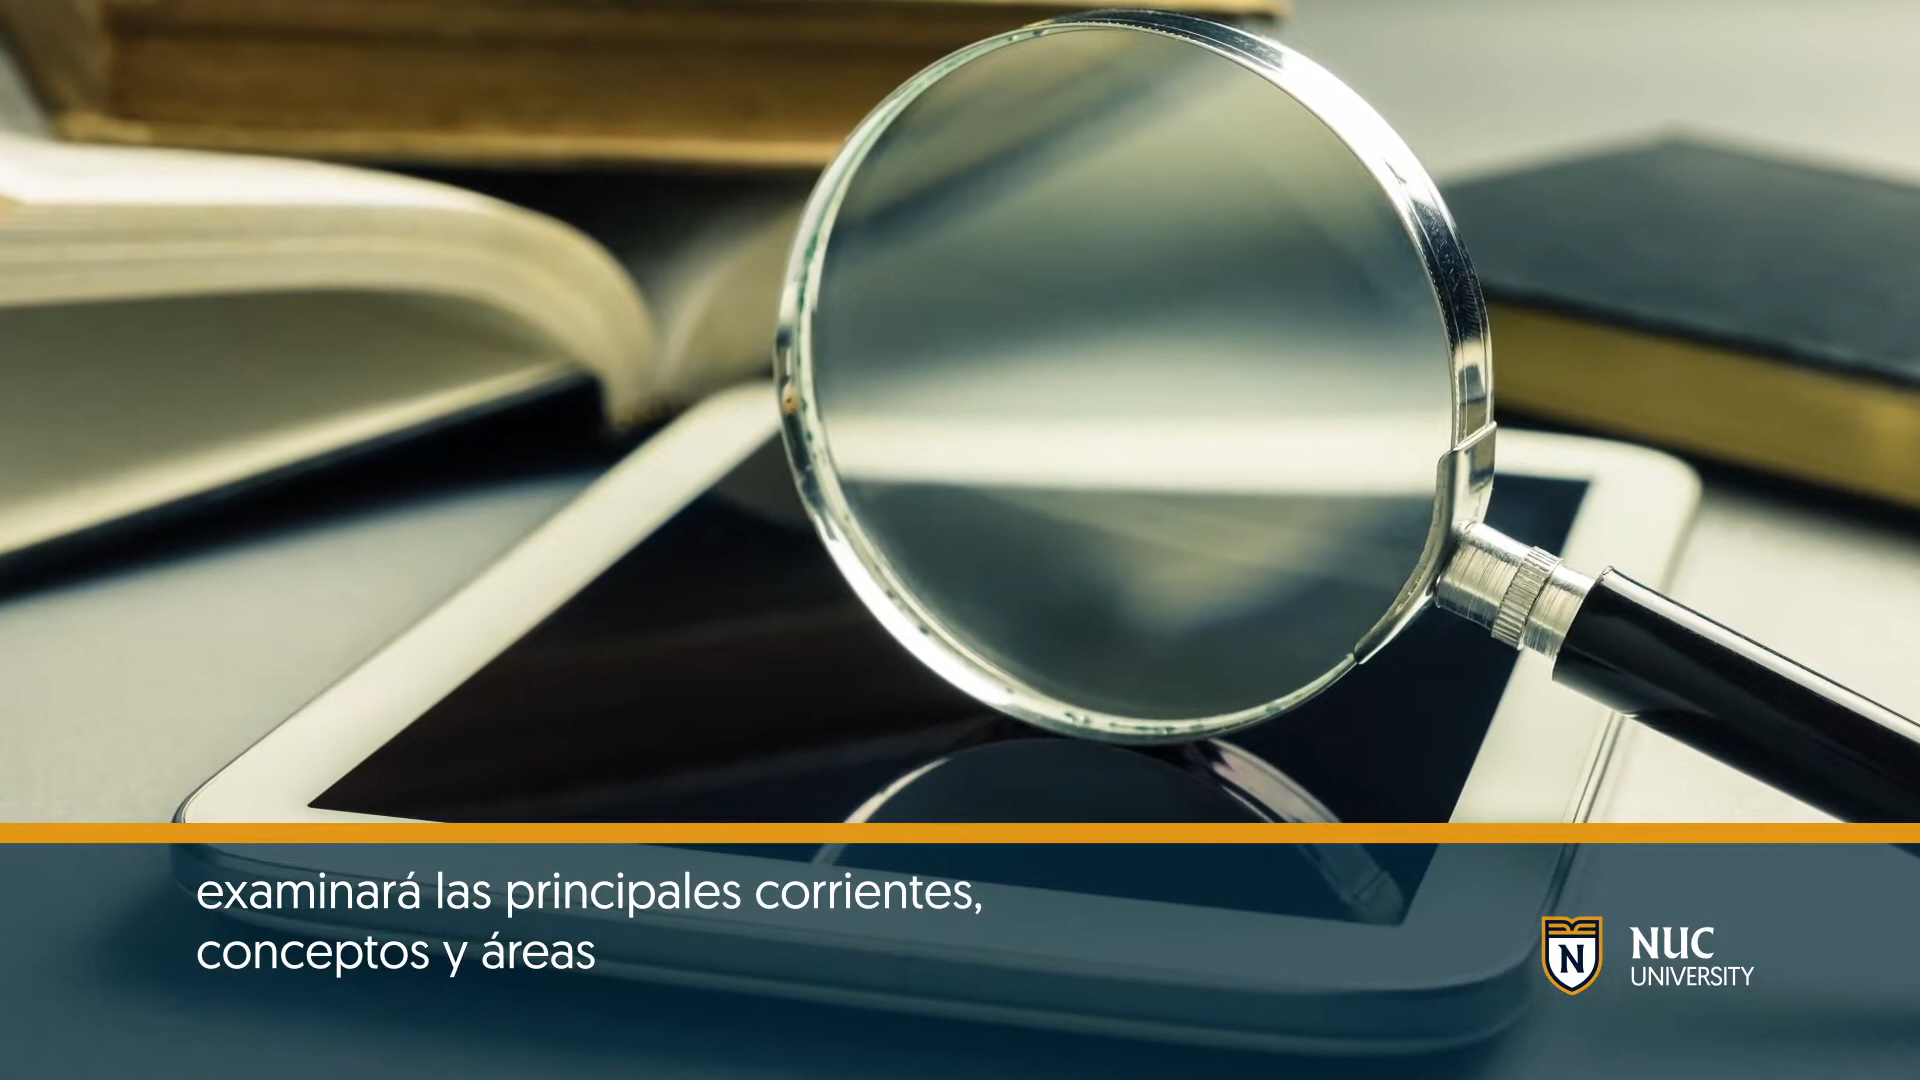 examinará las principales corrientes,
conceptos y áreas
N
NUC
UNIVERSITY